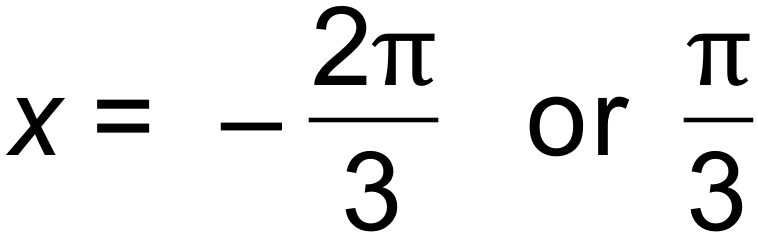 x = − 2π/3 or π/3